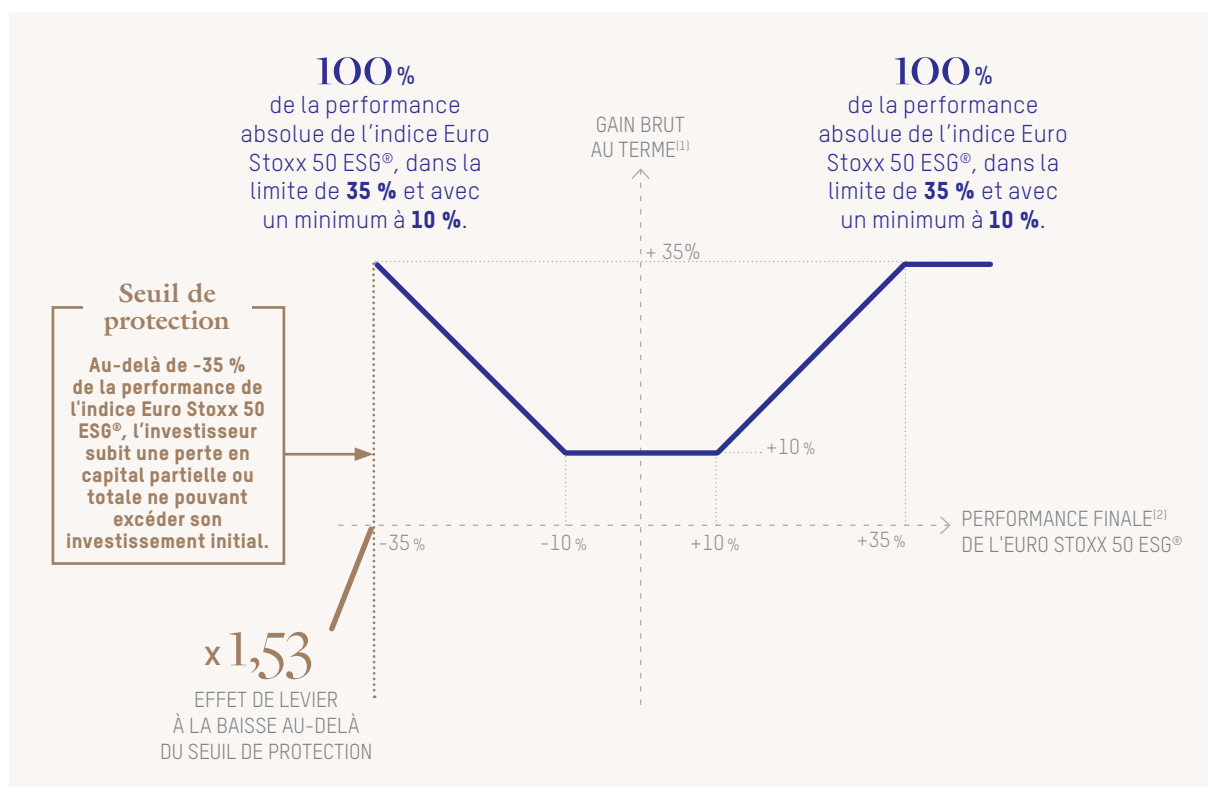 100 %
de la performance
absolue de l'indice Euro
Stoxx 50 ESG®, dans la
limite de 35 % et avec
un minimum à 10 %.
GAIN BRUT
AU TERME(1)
100 %
de la performance
absolue de l'indice Euro
Stoxx 50 ESG®, dans la
limite de 35 % et avec
un minimum à 10 %.
+ 35%
Seuil de
protection
Au-delà de -35 %
de la performance de
l'indice Euro Stoxx 50
ESG®, l'investisseur
subit une perte en
capital partielle ou
totale ne pouvant
excéder son
investissement initial.
+10 %
-35 %
-10 %
+10 %
+35 %
PERFORMANCE FINALE(2)
DE L'EURO STOXX 50 ESG®
x 1,53
EFFET DE LEVIER
À LA BAISSE AU-DELÀ
DU SEUIL DE PROTECTION